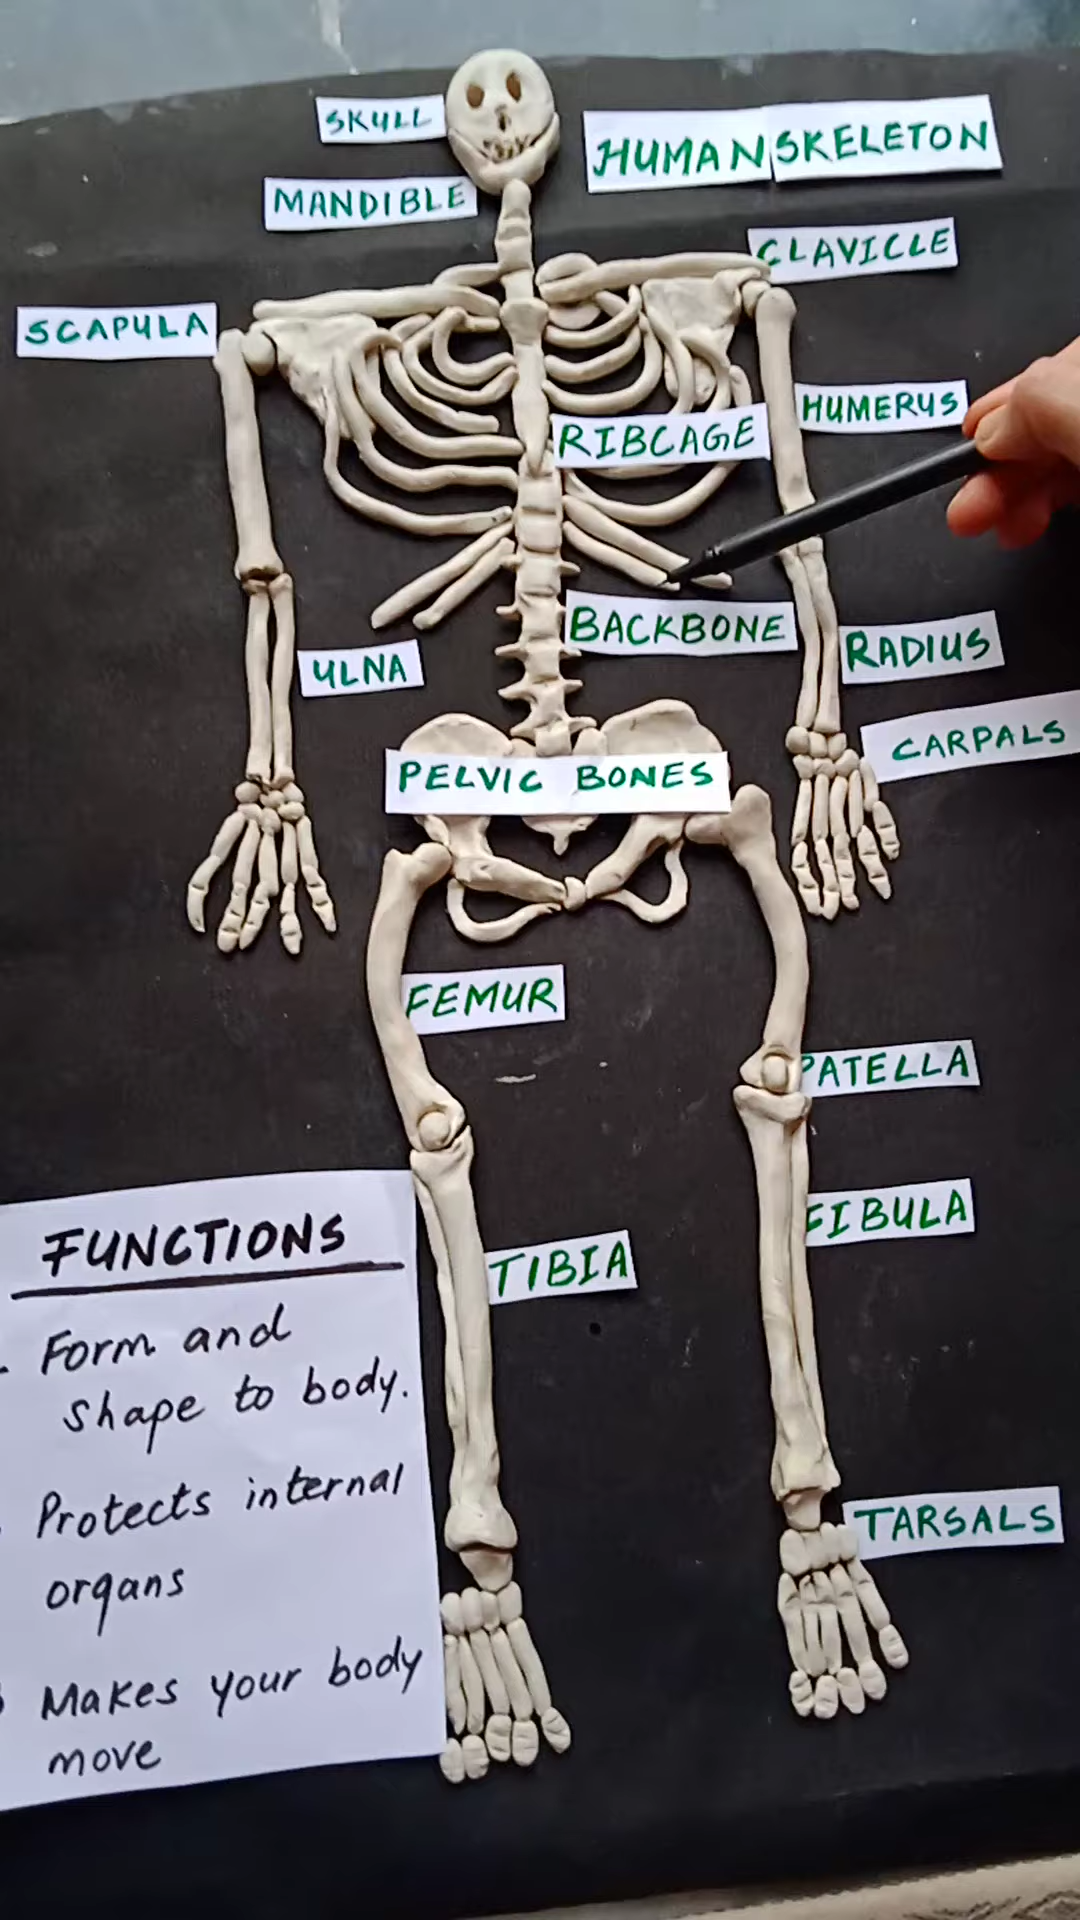 SKULL
HUMAN SKELETON
MANDIBLE
CLAVICLE
SCAPULA
HUMERUS
RIBCAGE
BACKBONE
RADIUS
ULNA
CARPALS
PELVIC BONES
FEMUR
PATELLA
FIBULA
TIBIA
TARSALS
FUNCTIONS
Form and
shape to body.
Protects internal
organs
Makes your body
move